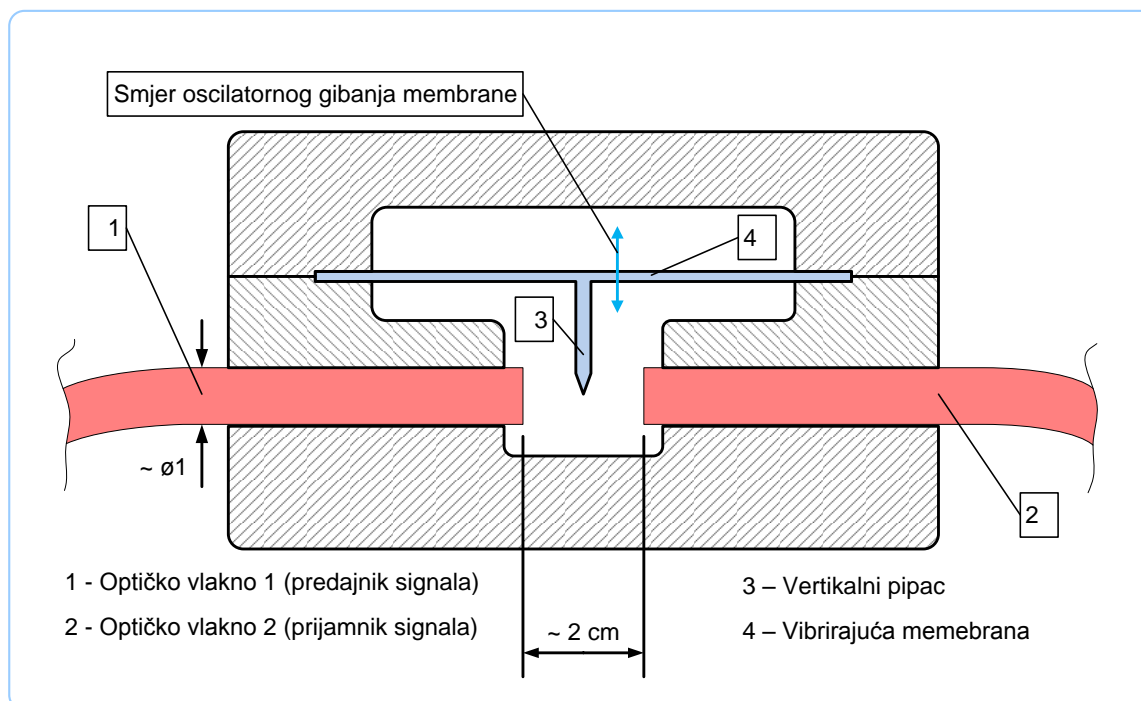 Smjer oscilatornog gibanja membrane
1
4
3
~ ø1
2
1 - Optičko vlakno 1 (predajnik signala)
2 - Optičko vlakno 2 (prijamnik signala)
~ 2 cm
3 – Vertikalni pipac
4 – Vibrirajuća memebrana